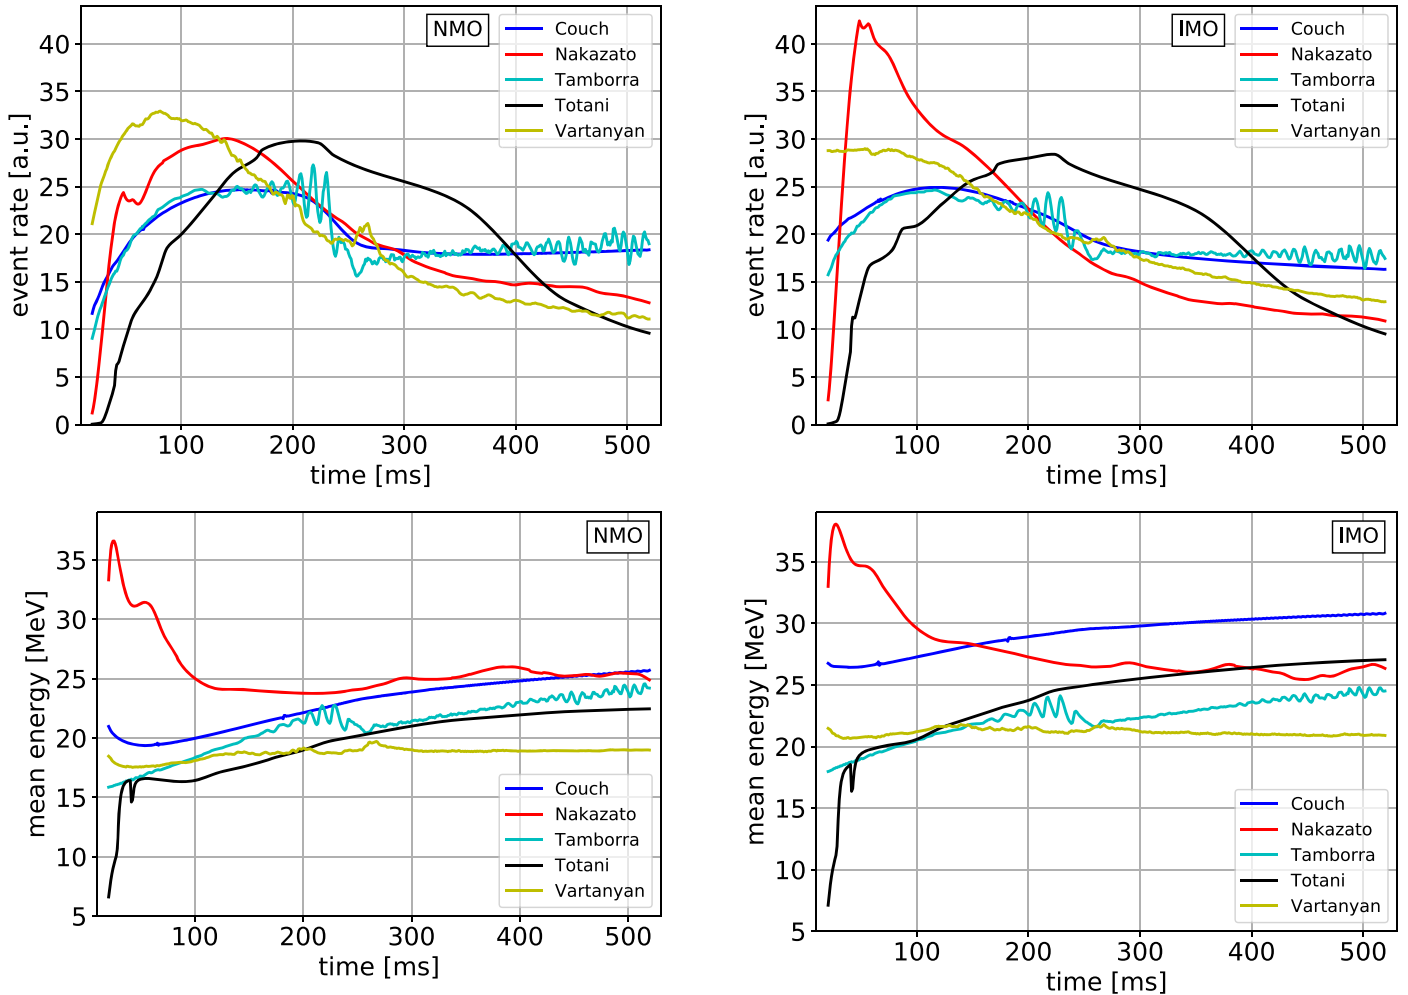 NMO
Couch
Nakazato
Tamborra
Totani
Vartanyan
event rate [a.u.]
40
35
30
25
20
15
10
5
0
100 200 300 400 500
time [ms]
IMO
Couch
Nakazato
Tamborra
Totani
Vartanyan
event rate [a.u.]
40
35
30
25
20
15
10
5
0
100 200 300 400 500
time [ms]
NMO
mean energy [MeV]
35
30
25
20
15
10
5
Couch
Nakazato
Tamborra
Totani
Vartanyan
100 200 300 400 500
time [ms]
IMO
mean energy [MeV]
35
30
25
20
15
10
5
Couch
Nakazato
Tamborra
Totani
Vartanyan
100 200 300 400 500
time [ms]